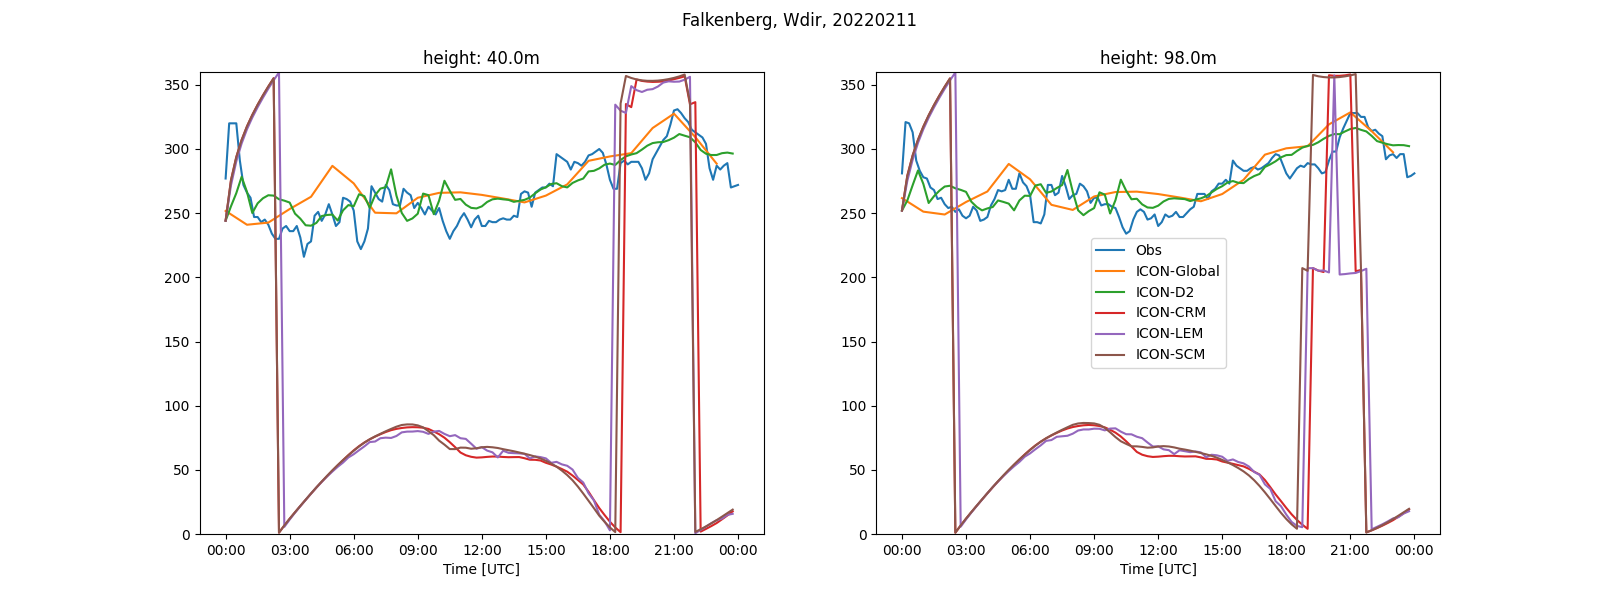 Falkenberg, Wdir, 20220211
height: 40.0m
350
300
250
200
150
100
50
0
00:00 03:00 06:00 09:00 12:00 15:00 18:00 21:00 00:00
Time [UTC]
height: 98.0m
350
300
250
200
150
100
50
0
Obs
ICON-Global
ICON-D2
ICON-CRM
ICON-LEM
ICON-SCM
00:00 03:00 06:00 09:00 12:00 15:00 18:00 21:00 00:00
Time [UTC]